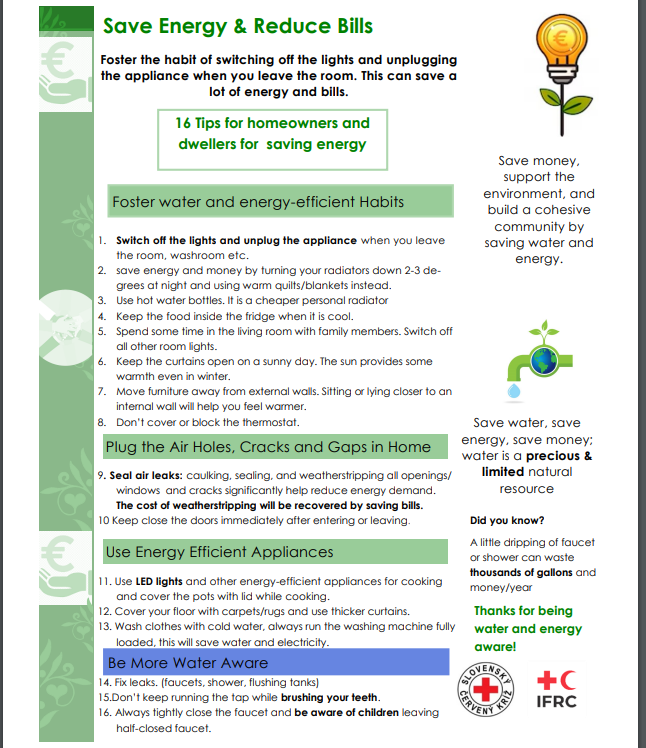 Save Energy & Reduce Bills
Foster the habit of switching off the lights and unplugging
the appliance when you leave the room. This can save a
lot of energy and bills.
16 Tips for homeowners and
dwellers for saving energy
Foster water and energy-efficient Habits
1. Switch off the lights and unplug the appliance when you leave
the room, washroom etc.
2. save energy and money by turning your radiators down 2-3 de-
grees at night and using warm quilts/blankets instead.
3. Use hot water bottles. It is a cheaper personal radiator
4. Keep the food inside the fridge when it is cool.
5. Spend some time in the living room with family members. Switch off
all other room lights.
6. Keep the curtains open on a sunny day. The sun provides some
warmth even in winter.
7. Move furniture away from external walls. Sitting or lying closer to an
internal wall will help you feel warmer.
8. Don't cover or block the thermostat.
Plug the Air Holes, Cracks and Gaps in Home
9. Seal air leaks: caulking, sealing, and weatherstripping all openings/
windows and cracks significantly help reduce energy demand.
The cost of weatherstripping will be recovered by saving bills.
10 Keep close the doors immediately after entering or leaving.
Use Energy Efficient Appliances
11. Use LED lights and other energy-efficient appliances for cooking
and cover the pots with lid while cooking.
12. Cover your floor with carpets/rugs and use thicker curtains.
13. Wash clothes with cold water, always run the washing machine fully
loaded, this will save water and electricity.
Be More Water Aware
14. Fix leaks. (faucets, shower, flushing tanks)
15.Don't keep running the tap while brushing your teeth.
16. Always tightly close the faucet and be aware of children leaving
half-closed faucet.
€
Save money,
support the
environment, and
build a cohesive
community by
saving water and
energy.
Save water, save
energy, save money;
water is a precious &
limited natural
resource
Did you know?
A little dripping of faucet
or shower can waste
thousands of gallons and
money/year
Thanks for being
water and energy
aware!
SLOVENSKÝ
ČERVENÝ KRÍŽ
IFRC
€
€